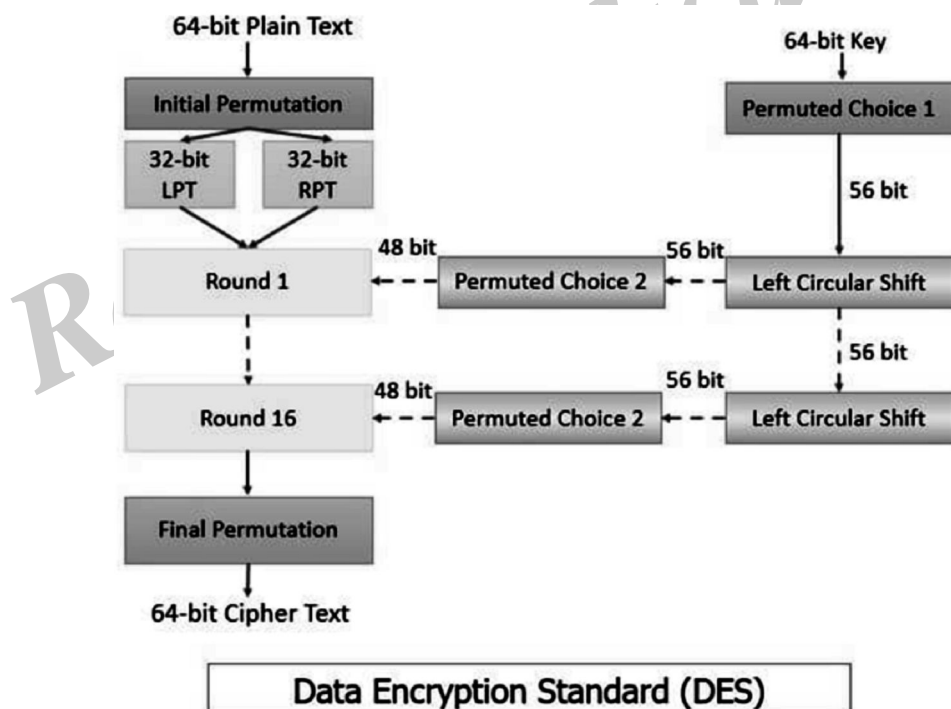 64-bit Plain Text
64-bit Key
Initial Permutation
Permuted Choice 1
32-bit
LPT
32-bit
RPT
56 bit
48 bit
56 bit
Round 1
Permuted Choice 2
Left Circular Shift
56 bit
48 bit
56 bit
Round 16
Permuted Choice 2
Left Circular Shift
Final Permutation
64-bit Cipher Text
Data Encryption Standard (DES)